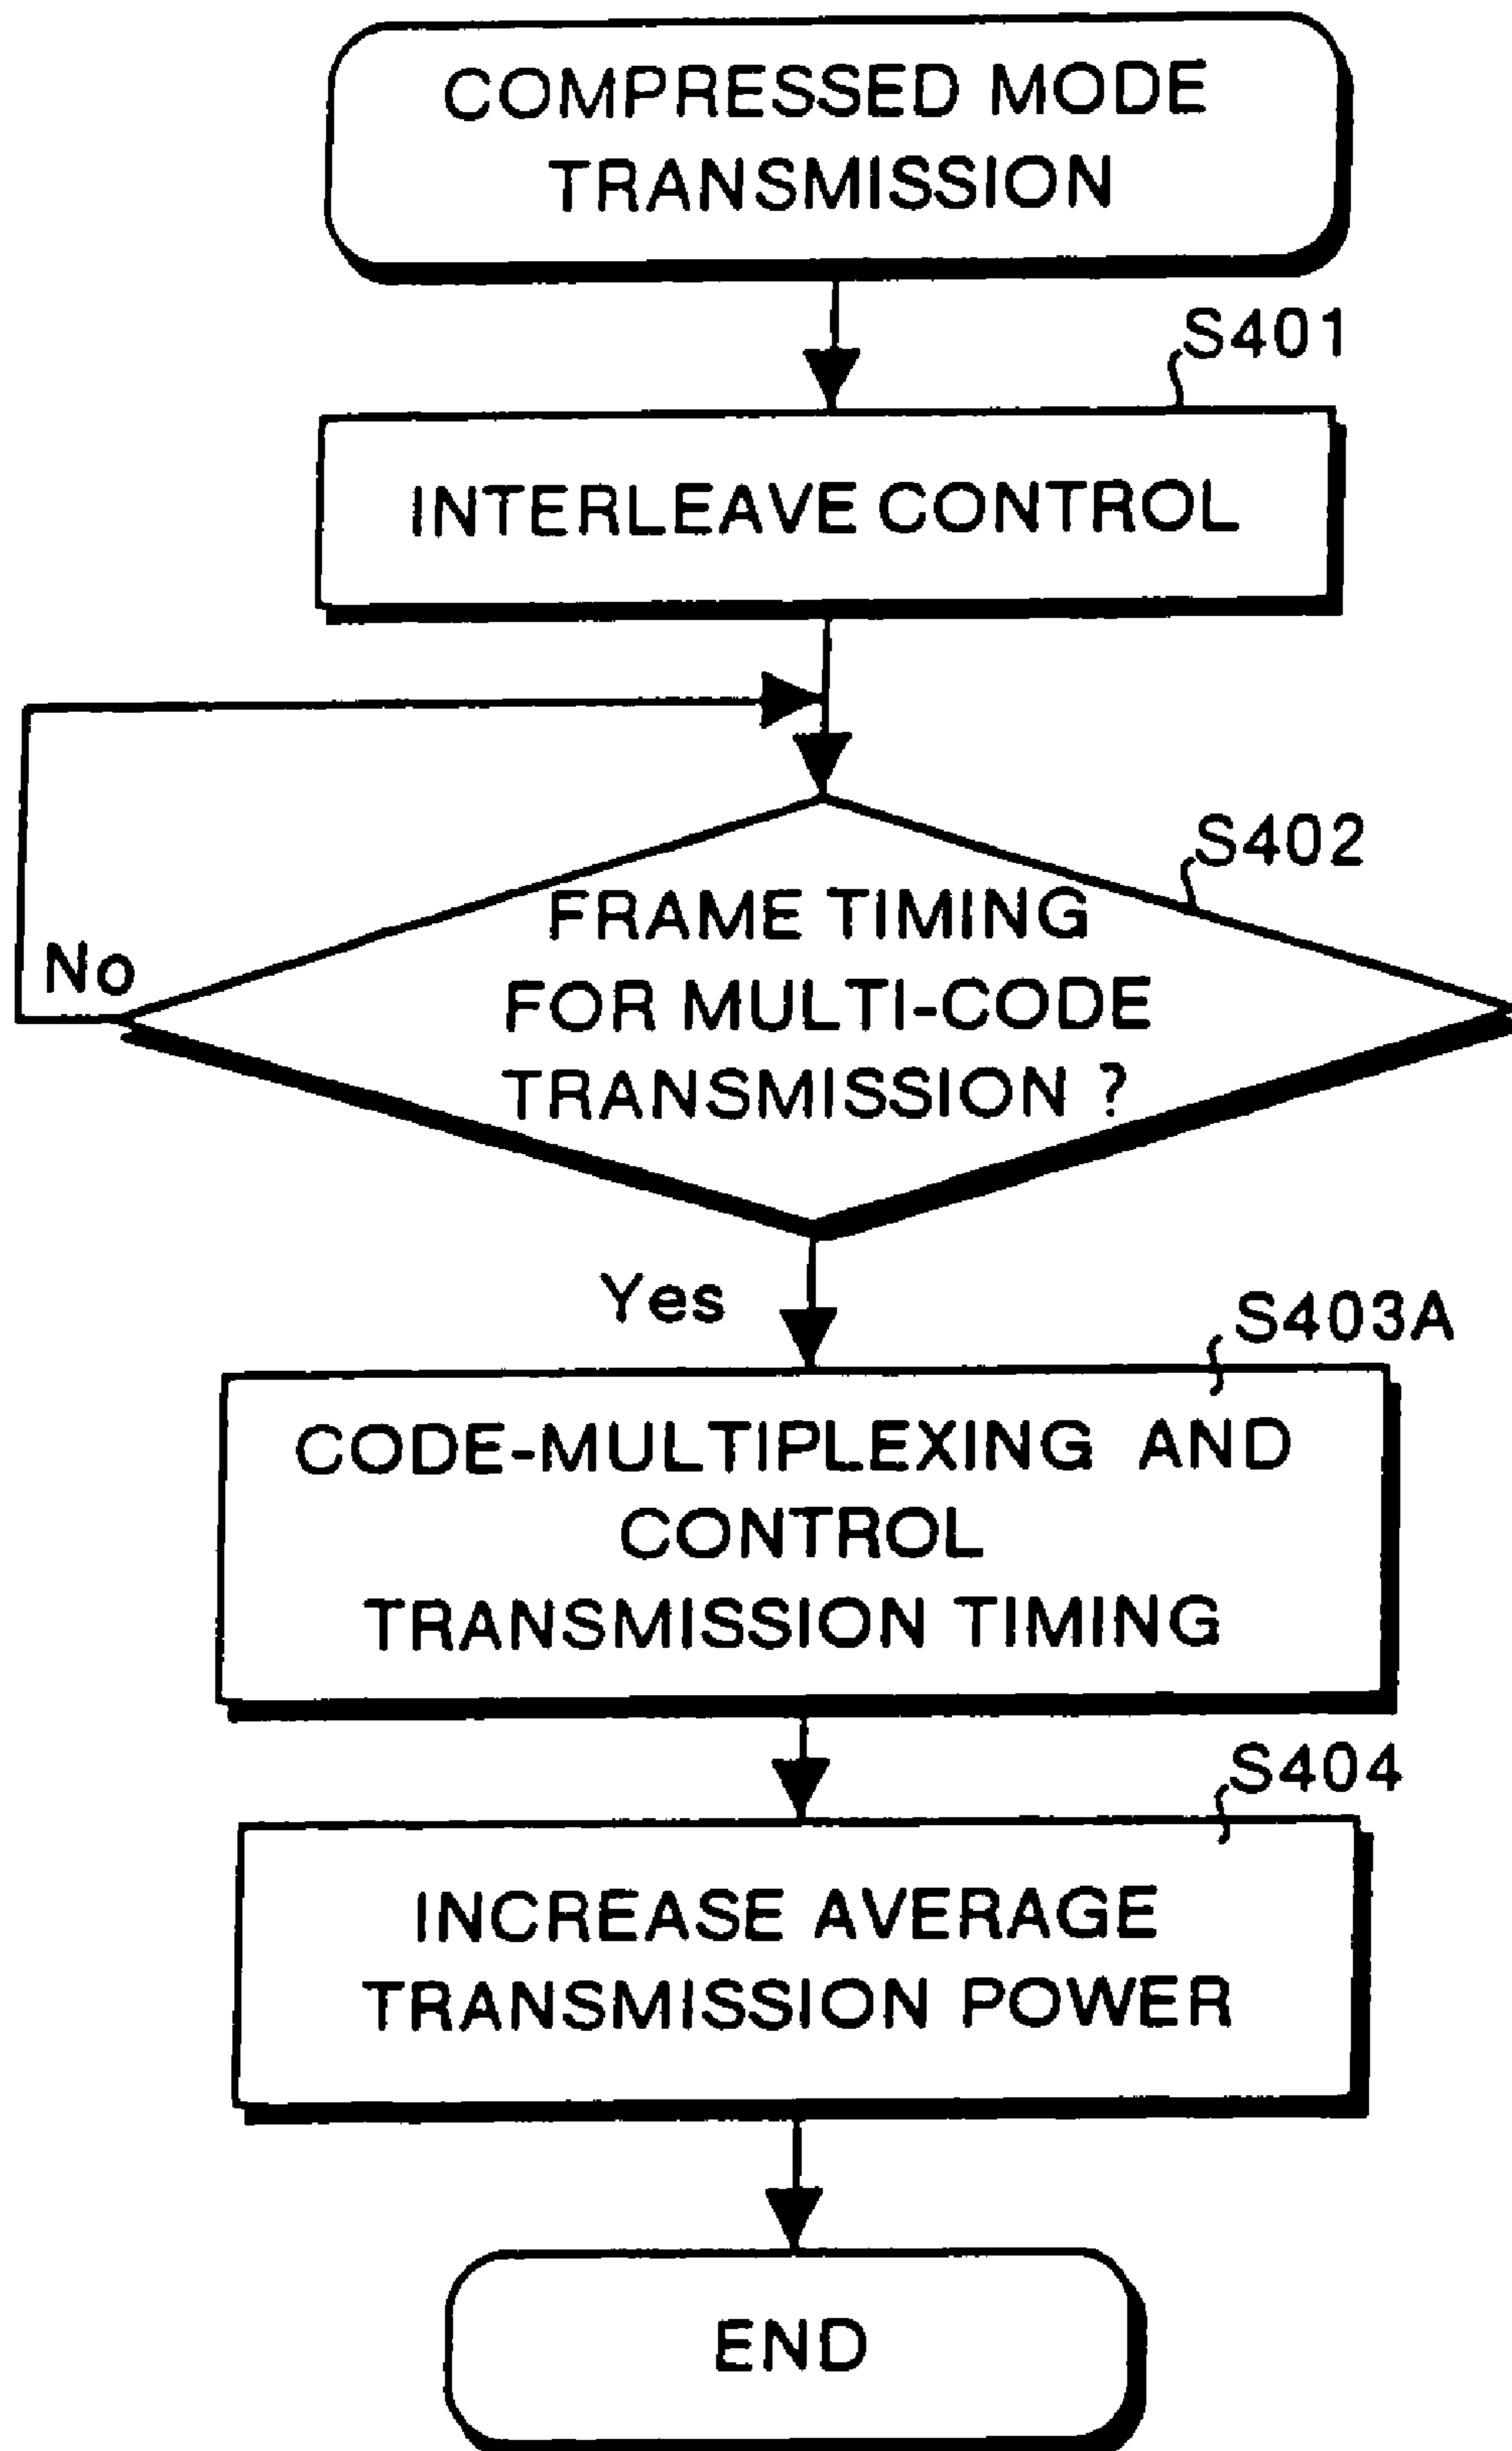 COMPRESSED MODE
TRANSMISSION
S401
INTERLEAVE CONTROL
S402
FRAME TIMING
FOR MULTI-CODE
TRANSMISSION ?
No
Yes
S403A
CODE-MULTIPLEXING AND
CONTROL
TRANSMISSION TIMING
S404
INCREASE AVERAGE
TRANSMISSION POWER
END